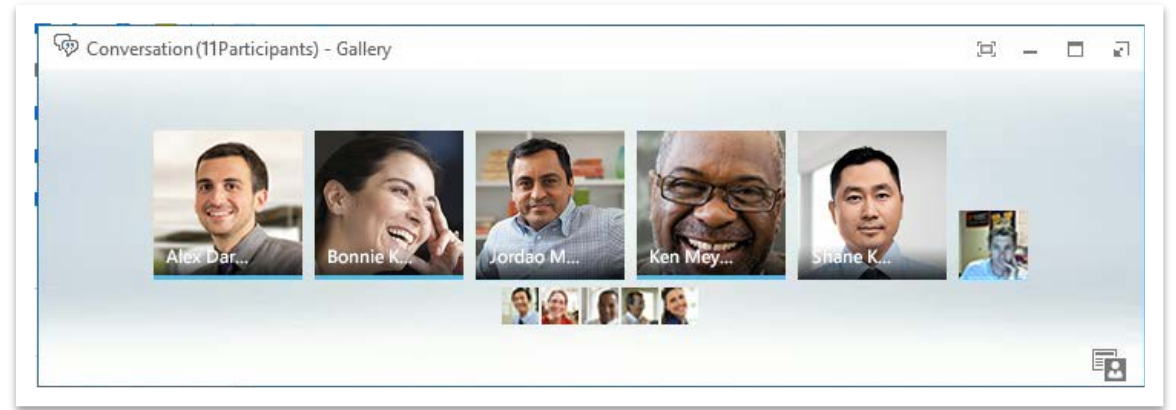 Conversation (11Participants) - Gallery
Alex Dar...
Bonnie K...
Jordao M...
Ken Mey...
Shane K...